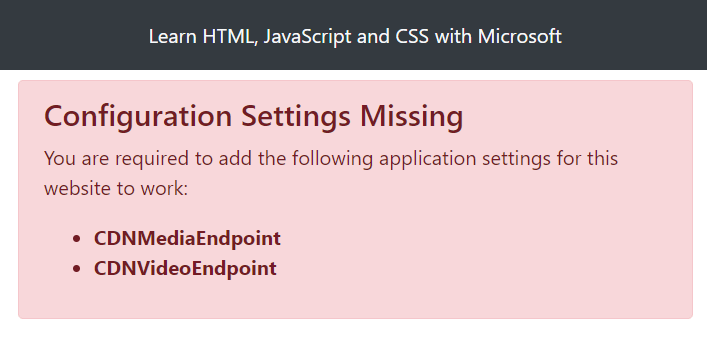 Learn HTML, JavaScript and CSS with Microsoft
Configuration Settings Missing
You are required to add the following application settings for this
website to work:
• CDNMediaEndpoint
• CDNVideoEndpoint